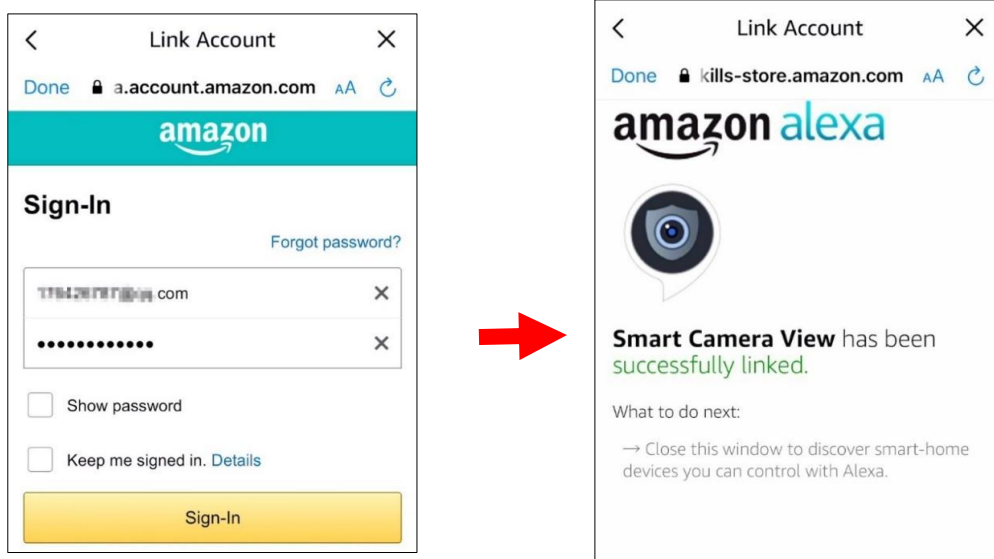 Link Account
Done a.account.amazon.com AA
amazon
Sign-In
Forgot password?
.com
Show password
Keep me signed in. Details
Sign-In
Link Account
Done kills-store.amazon.com AA
amazon alexa
Smart Camera View has been
successfully linked.
What to do next:
→ Close this window to discover smart-home
devices you can control with Alexa.